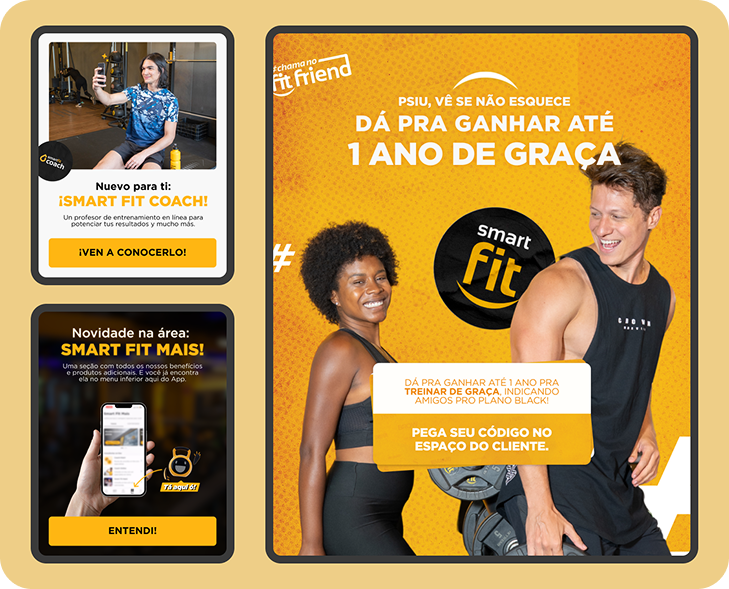 smart fit
coach
Nuevo para ti:
¡SMART FIT COACH!
Un profesor de entrenamiento en línea para
potenciar tus resultados y mucho más.
¡VEN A CONOCERLO!
Novidade na área:
SMART FIT MAIS!
Uma seção com todos os nossos benefícios
e produtos adicionais. E você já encontra
ela no menu inferior aqui do App.
Smart Fit Mais
Tá aqui ó!
ENTENDI!
#chama no
fit friend
PSIU, VÊ SE NÃO ESQUECE
DÁ PRA GANHAR ATÉ
1 ANO DE GRAÇA
#
smart
fit
DÁ PRA GANHAR ATÉ 1 ANO PRA
TREINAR DE GRAÇA, INDICANDO
AMIGOS PRO PLANO BLACK!
PEGA SEU CÓDIGO NO
ESPAÇO DO CLIENTE.